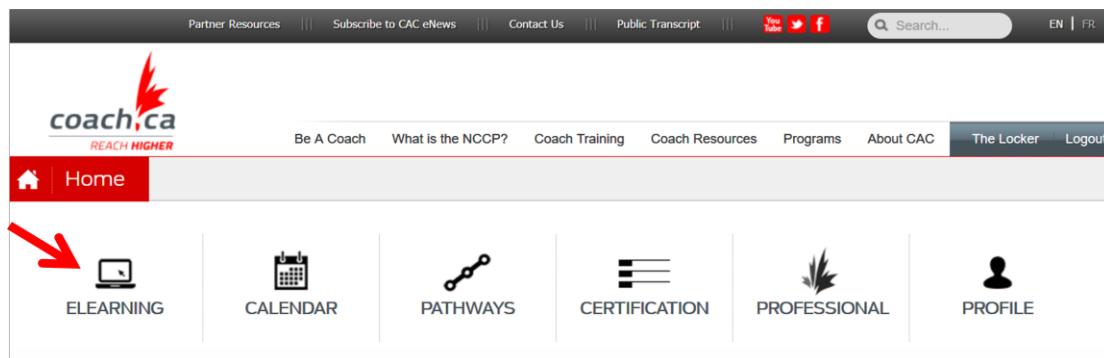 Partner Resources ||| Subscribe to CAC eNews ||| Contact Us ||| Public Transcript ||| You Tube f Search... EN | FR
coach.ca
REACH HIGHER
Be A Coach What is the NCCP? Coach Training Coach Resources Programs About CAC The Locker Logout
Home
ELEARNING CALENDAR PATHWAYS CERTIFICATION PROFESSIONAL PROFILE